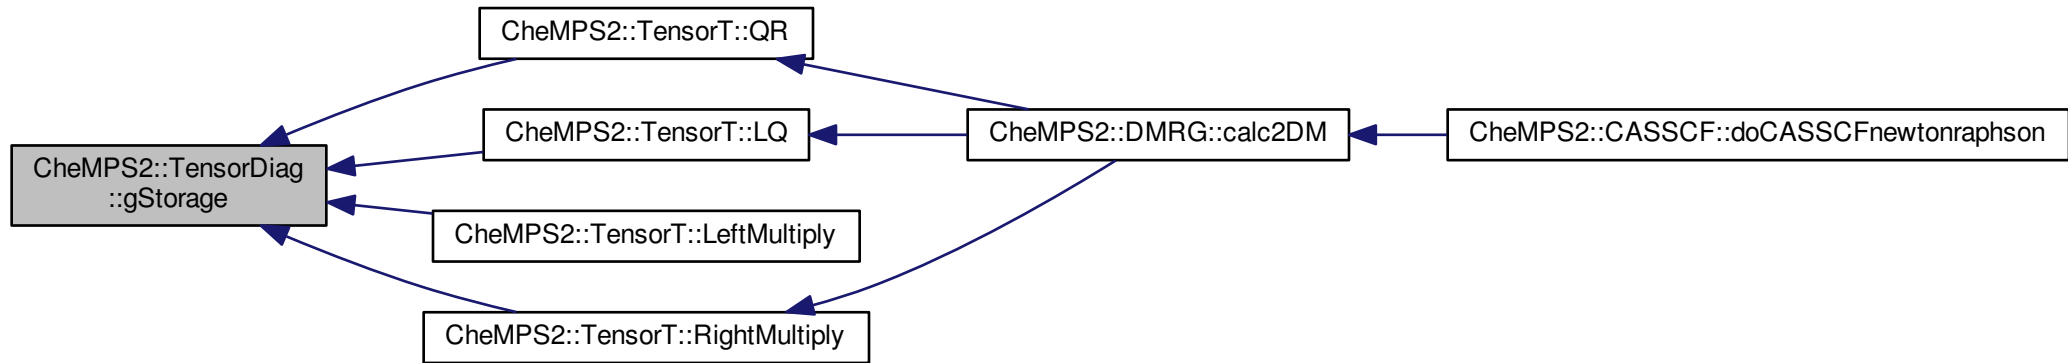 CheMPS2::TensorDiag
::gStorage
CheMPS2::TensorT::QR
CheMPS2::TensorT::LQ
CheMPS2::TensorT::LeftMultiply
CheMPS2::TensorT::RightMultiply
CheMPS2::DMRG::calc2DM
CheMPS2::CASSCF::doCASSCFnewtonraphson